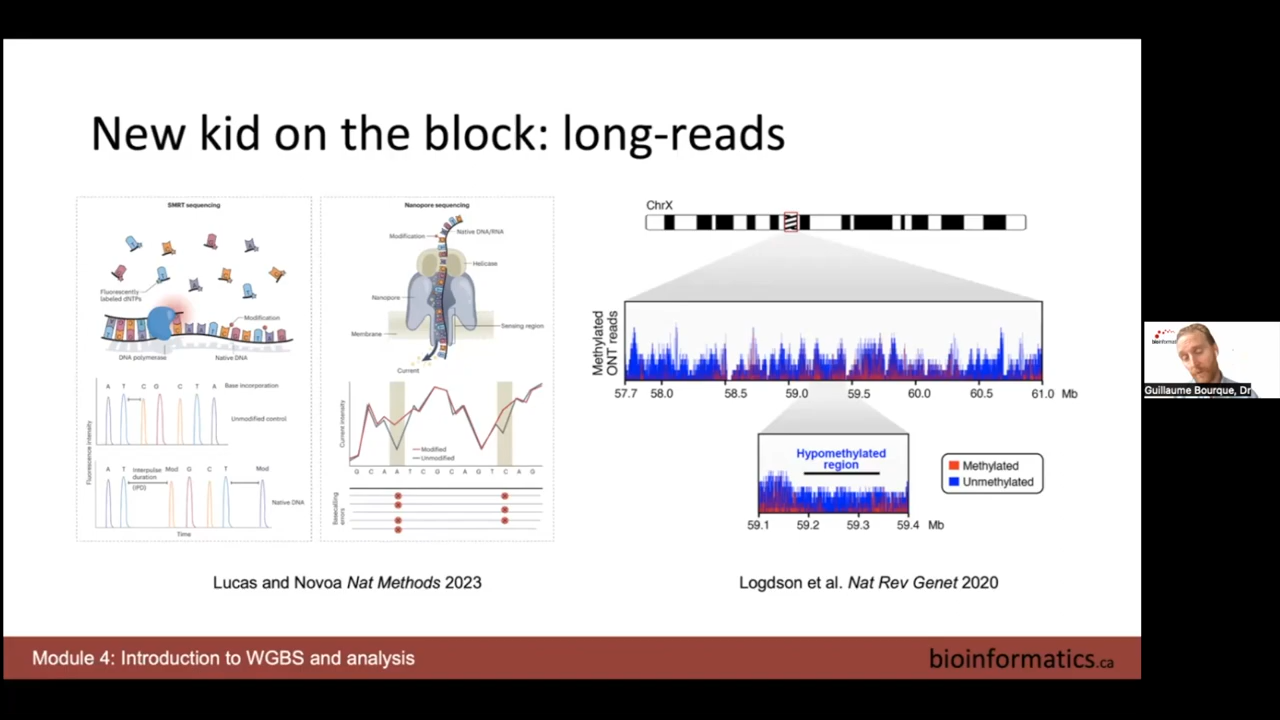 New kid on the block: long-reads
SMRT sequencing
Fluorescently
labeled dNTPs
Modification
DNA polymerase
Native DNA
A T C G C T A
Base incorporation
Unmodified control
Fluorescence intensity
A T Interpulse Mod G C T Mod
duration
(IPD)
Native DNA
Time
Nanopore sequencing
Native DNA/RNA
Modification
Helicase
Nanopore
Sensing region
Membrane
Current
Current intensity
Modified
Unmodified
G C A A T C G C A G T C A G
Basecalling
errors
Lucas and Novoa Nat Methods 2023
ChrX
Methylated
ONT reads
57.7 58.0 58.5 59.0 59.5 60.0 60.5 61.0 Mb
Hypomethylated
region
59.1 59.2 59.3 59.4 Mb
Methylated
Unmethylated
Logdson et al. Nat Rev Genet 2020
Module 4: Introduction to WGBS and analysis
bioinformatics.ca
Guillaume Bourque, Dr